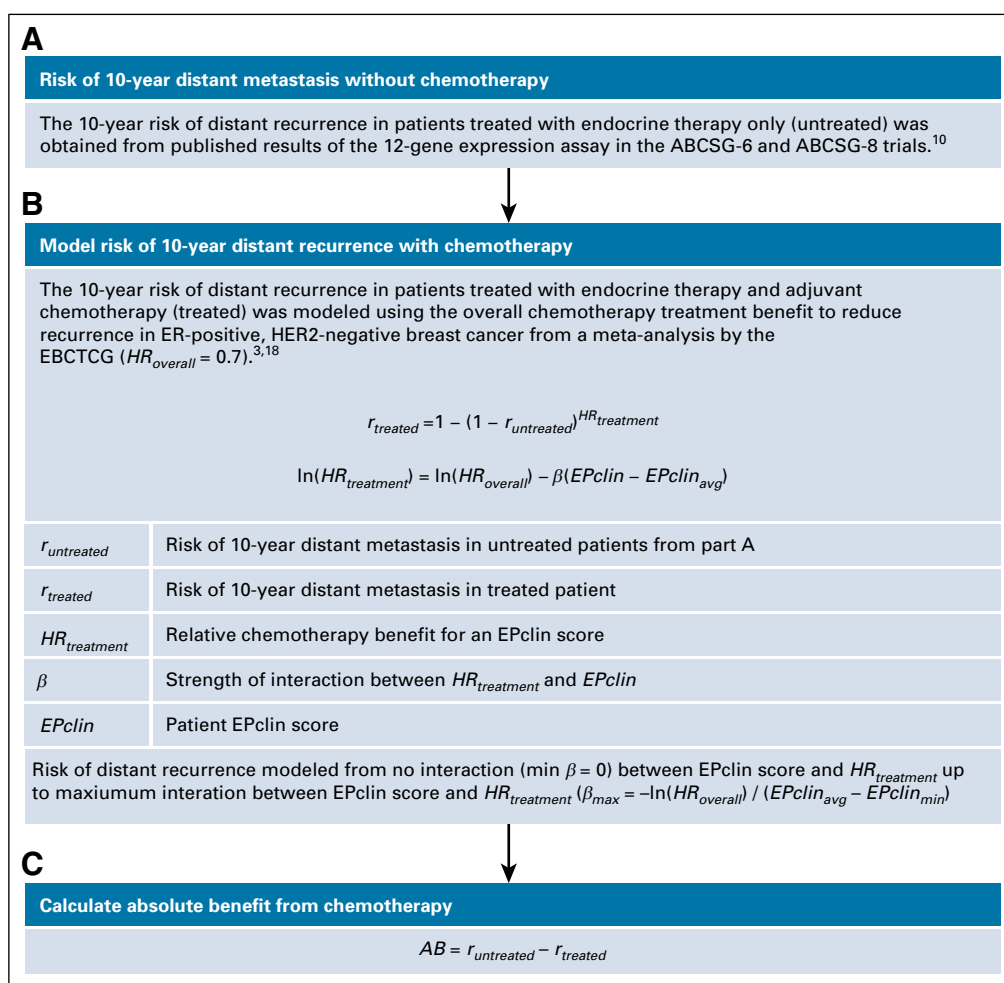 A
Risk of 10-year distant metastasis without chemotherapy
The 10-year risk of distant recurrence in patients treated with endocrine therapy only (untreated) was
obtained from published results of the 12-gene expression assay in the ABCSG-6 and ABCSG-8 trials.10
B
Model risk of 10-year distant recurrence with chemotherapy
The 10-year risk of distant recurrence in patients treated with endocrine therapy and adjuvant
chemotherapy (treated) was modeled using the overall chemotherapy treatment benefit to reduce
recurrence in ER-positive, HER2-negative breast cancer from a meta-analysis by the
EBCTCG (HRoverall = 0.7).3,18
rtreated =1 – (1 – runtreated)HRtreatment
ln(HRtreatment) = ln(HRoverall) – β(EPclin – EPclinavg)
runtreated Risk of 10-year distant metastasis in untreated patients from part A
rtreated Risk of 10-year distant metastasis in treated patient
HRtreatment Relative chemotherapy benefit for an EPclin score
β Strength of interaction between HRtreatment and EPclin
EPclin Patient EPclin score
Risk of distant recurrence modeled from no interaction (min β = 0) between EPclin score and HRtreatment up
to maxiumum interation between EPclin score and HRtreatment (βmax = –ln(HRoverall) / (EPclinavg – EPclinmin)
C
Calculate absolute benefit from chemotherapy
AB = runtreated – rtreated